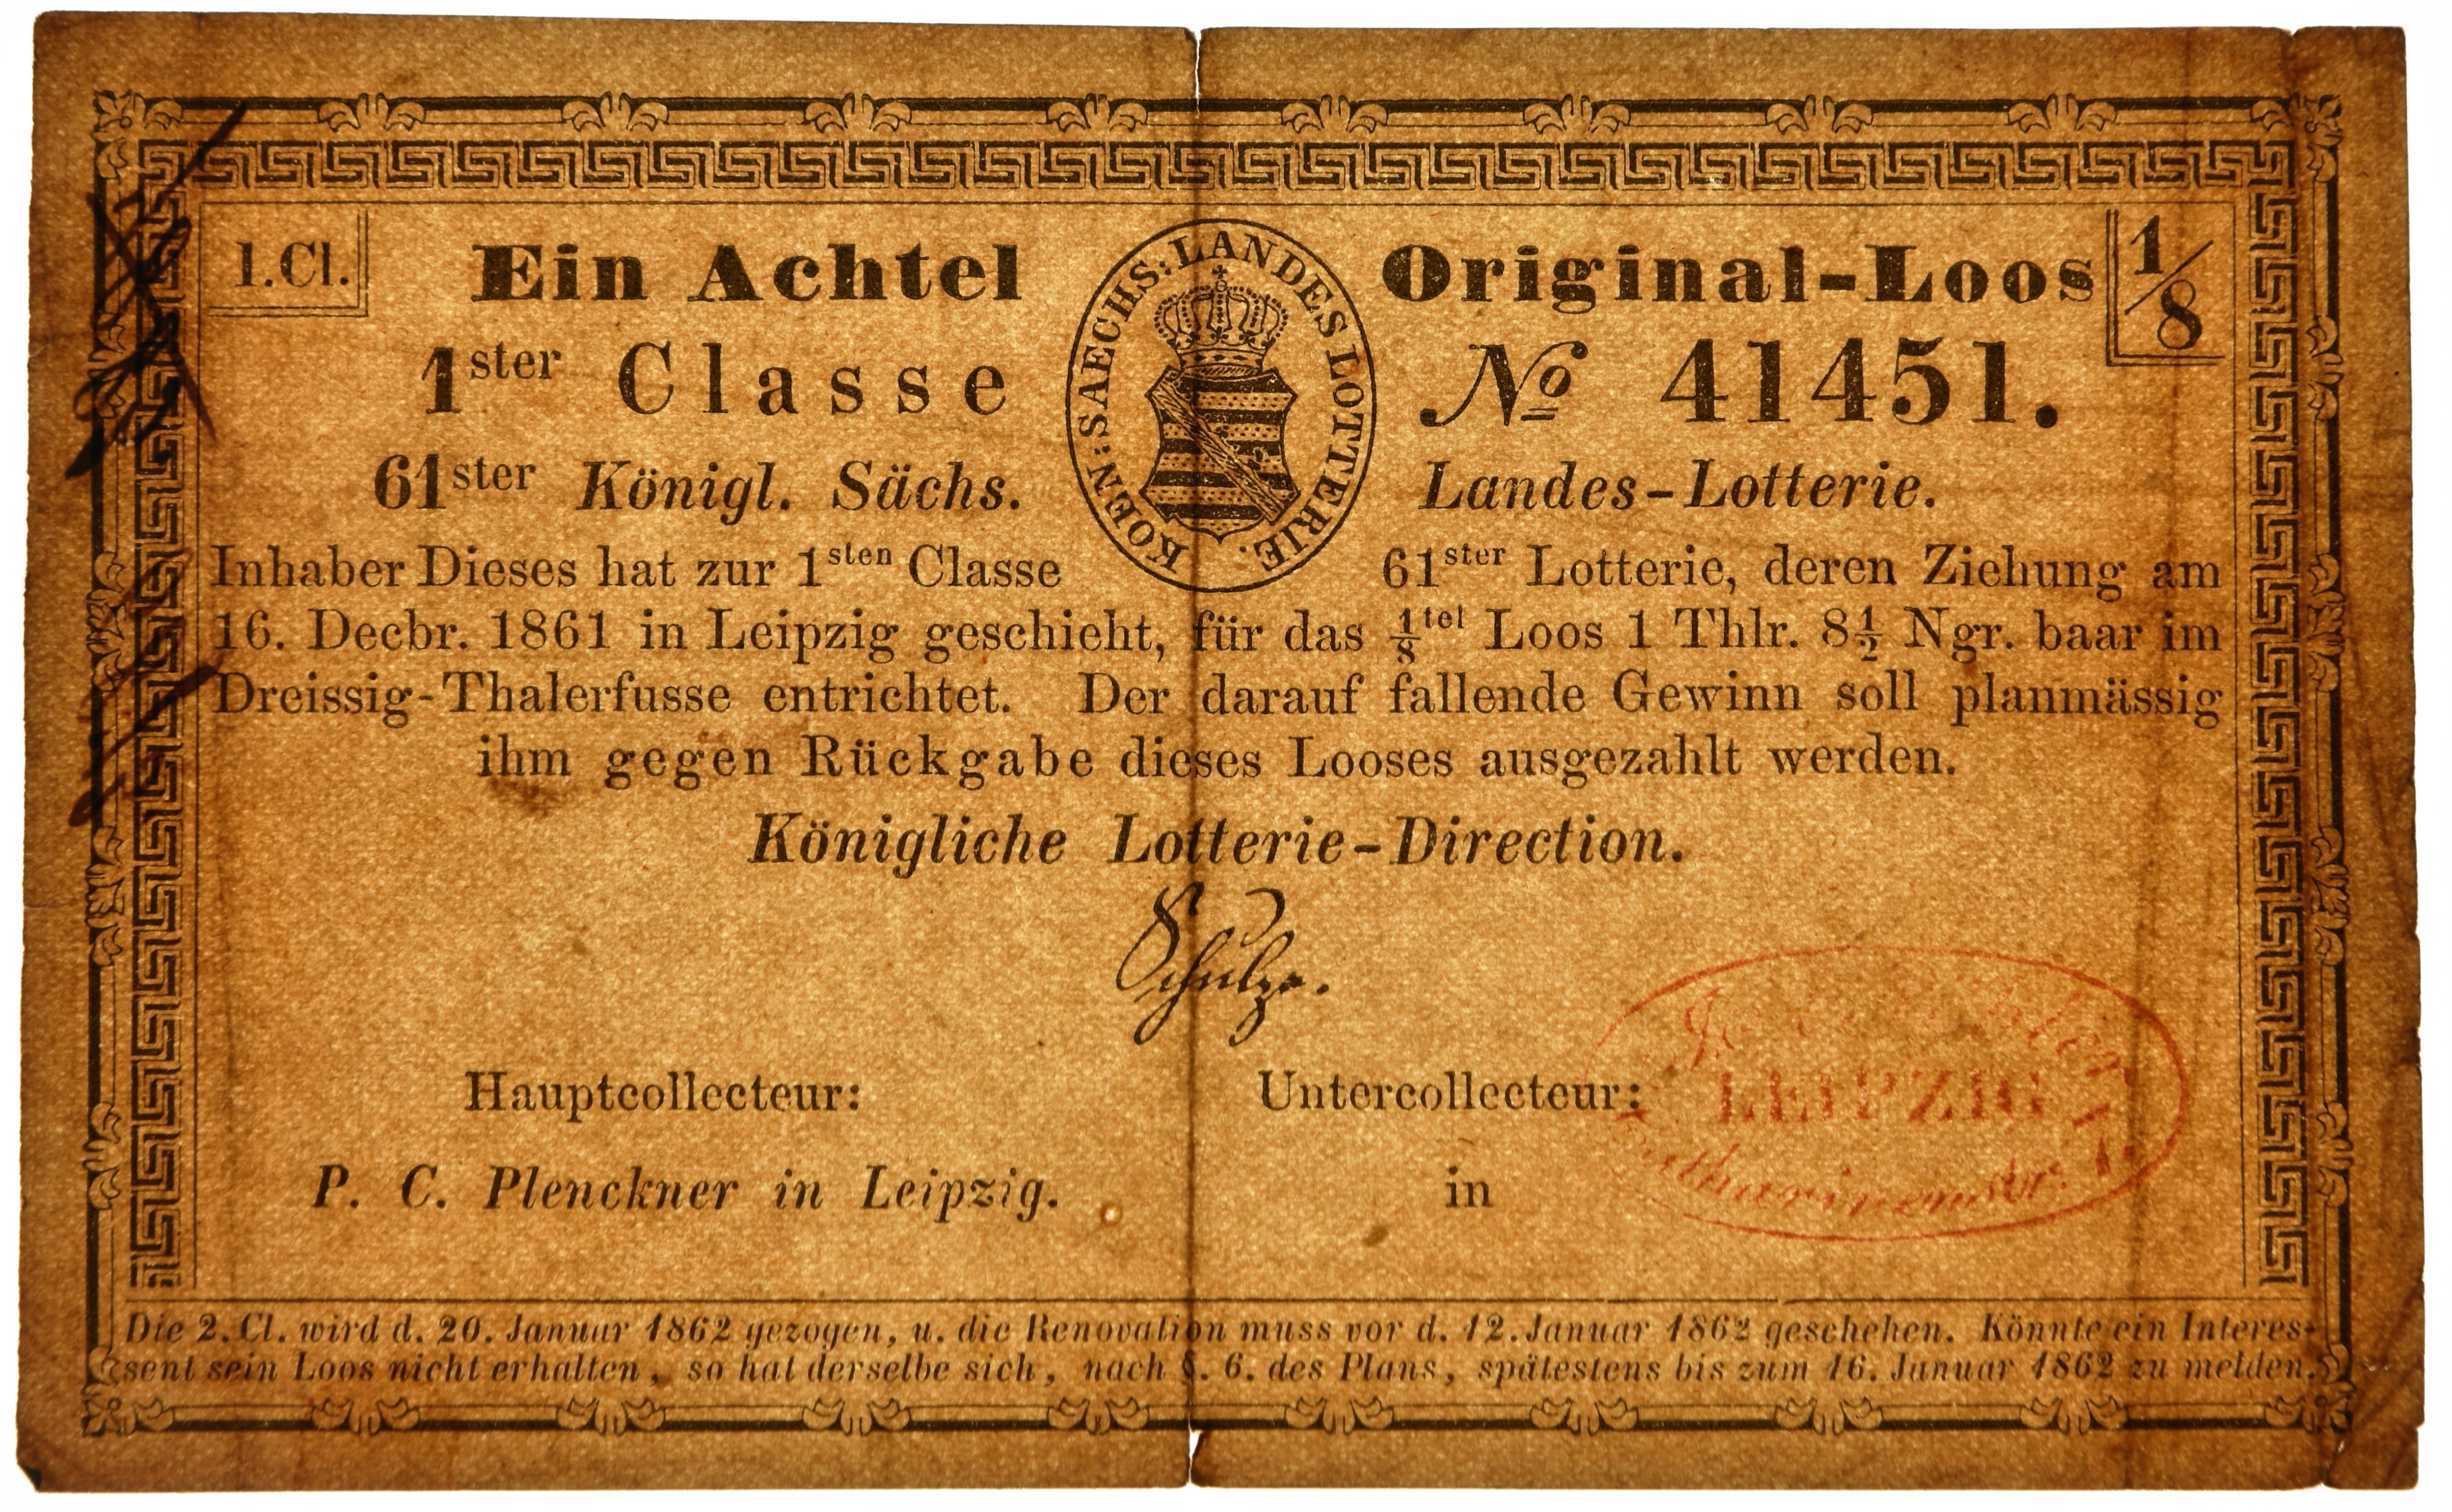 1.Cl. Ein Achtel Original-Loos 1/8
1ster Classe № 41451.
61ster Königl. Sächs. Landes-Lotterie.
KOEN: SAECHS: LANDES LOTTERIE.
Inhaber Dieses hat zur 1sten Classe 61ster Lotterie, deren Ziehung am
16. Decbr. 1861 in Leipzig geschieht, für das 1/8tel Loos 1 Thlr. 8½ Ngr. baar im
Dreissig-Thalerfusse entrichtet. Der darauf fallende Gewinn soll planmässig
ihm gegen Rückgabe dieses Looses ausgezahlt werden.
Königliche Lotterie-Direction.
Schulze.
Hauptcollecteur: Untercollecteur:
P. C. Plenckner in Leipzig. in
LEIPZIG
Die 2. Cl. wird d. 20. Januar 1862 gezogen, u. die Renovation muss vor d. 12. Januar 1862 geschehen. Könnte ein Interes-
sent sein Loos nicht erhalten, so hat derselbe sich, nach §. 6. des Plans, spätestens bis zum 16. Januar 1862 zu melden.